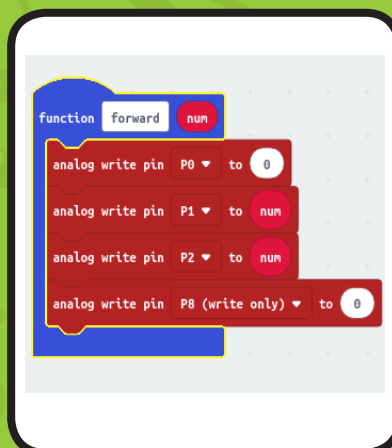 function forward num
analog write pin P0 to 0
analog write pin P1 to num
analog write pin P2 to num
analog write pin P8 (write only) to 0